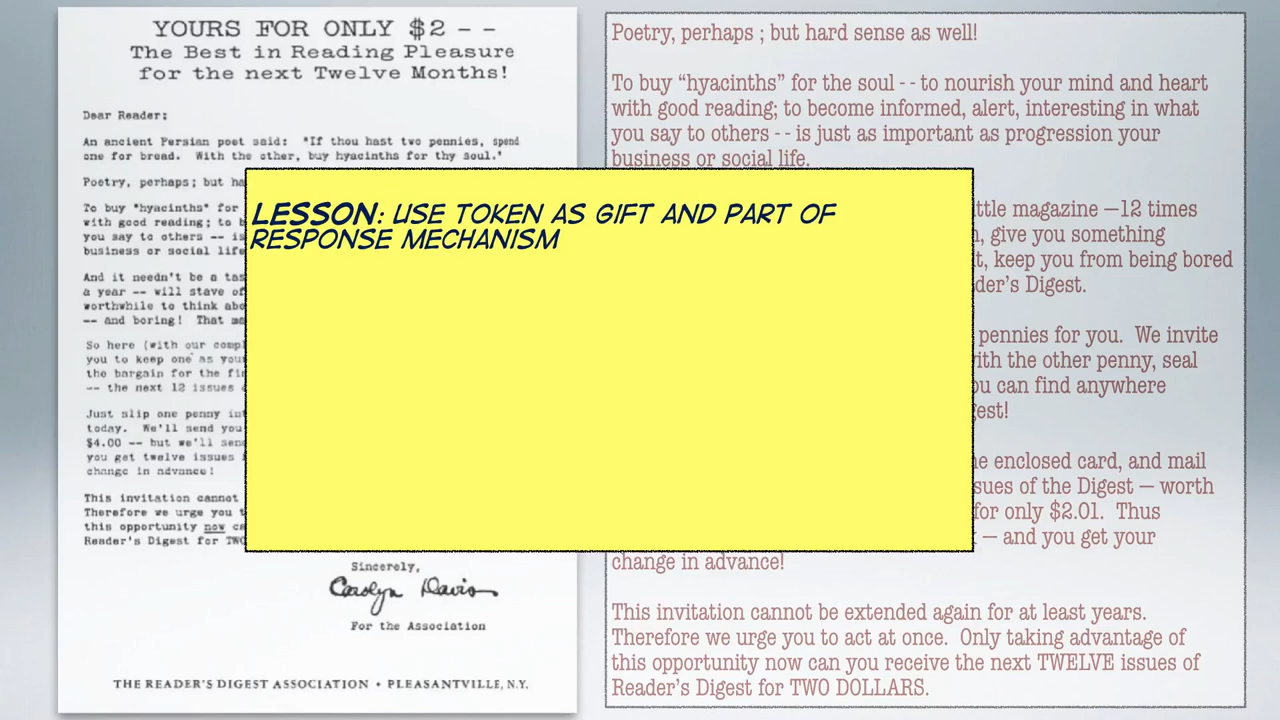 YOURS FOR ONLY $2 - -
The Best in Reading Pleasure
for the next Twelve Months!
Dear Reader:
An ancient Persian poet said: "If thou hast two pennies, spend
one for bread. With the other, buy hyacinths for thy soul."
Poetry, perhaps; but ha
To buy "hyacinths" for
with good reading; to b
you say to others -- is
business or social life
And it needn't be a tas
a year -- will stave of
worthwhile to think abo
-- and boring! That ma
So here (with our compl
you to keep one as your
the bargain for the fi
-- the next 12 issues
Just slip one penny int
today. We'll send you
$4.00 -- but we'll send
you get twelve issues
change in advance!
This invitation cannot
Therefore we urge you t
this opportunity now ca
Reader's Digest for TWO
Sincerely,
Carolyn Davis
For the Association
THE READER'S DIGEST ASSOCIATION • PLEASANTVILLE, N.Y.
LESSON: USE TOKEN AS GIFT AND PART OF
RESPONSE MECHANISM
Poetry, perhaps ; but hard sense as well!
To buy “hyacinths” for the soul - - to nourish your mind and heart
with good reading; to become informed, alert, interesting in what
you say to others - - is just as important as progression your
business or social life.
ttle magazine —12 times
, give you something
t, keep you from being bored
der’s Digest.
pennies for you. We invite
ith the other penny, seal
ou can find anywhere
gest!
e enclosed card, and mail
sues of the Digest — worth
for only $2.01. Thus
— and you get your
change in advance!
This invitation cannot be extended again for at least years.
Therefore we urge you to act at once. Only taking advantage of
this opportunity now can you receive the next TWELVE issues of
Reader’s Digest for TWO DOLLARS.